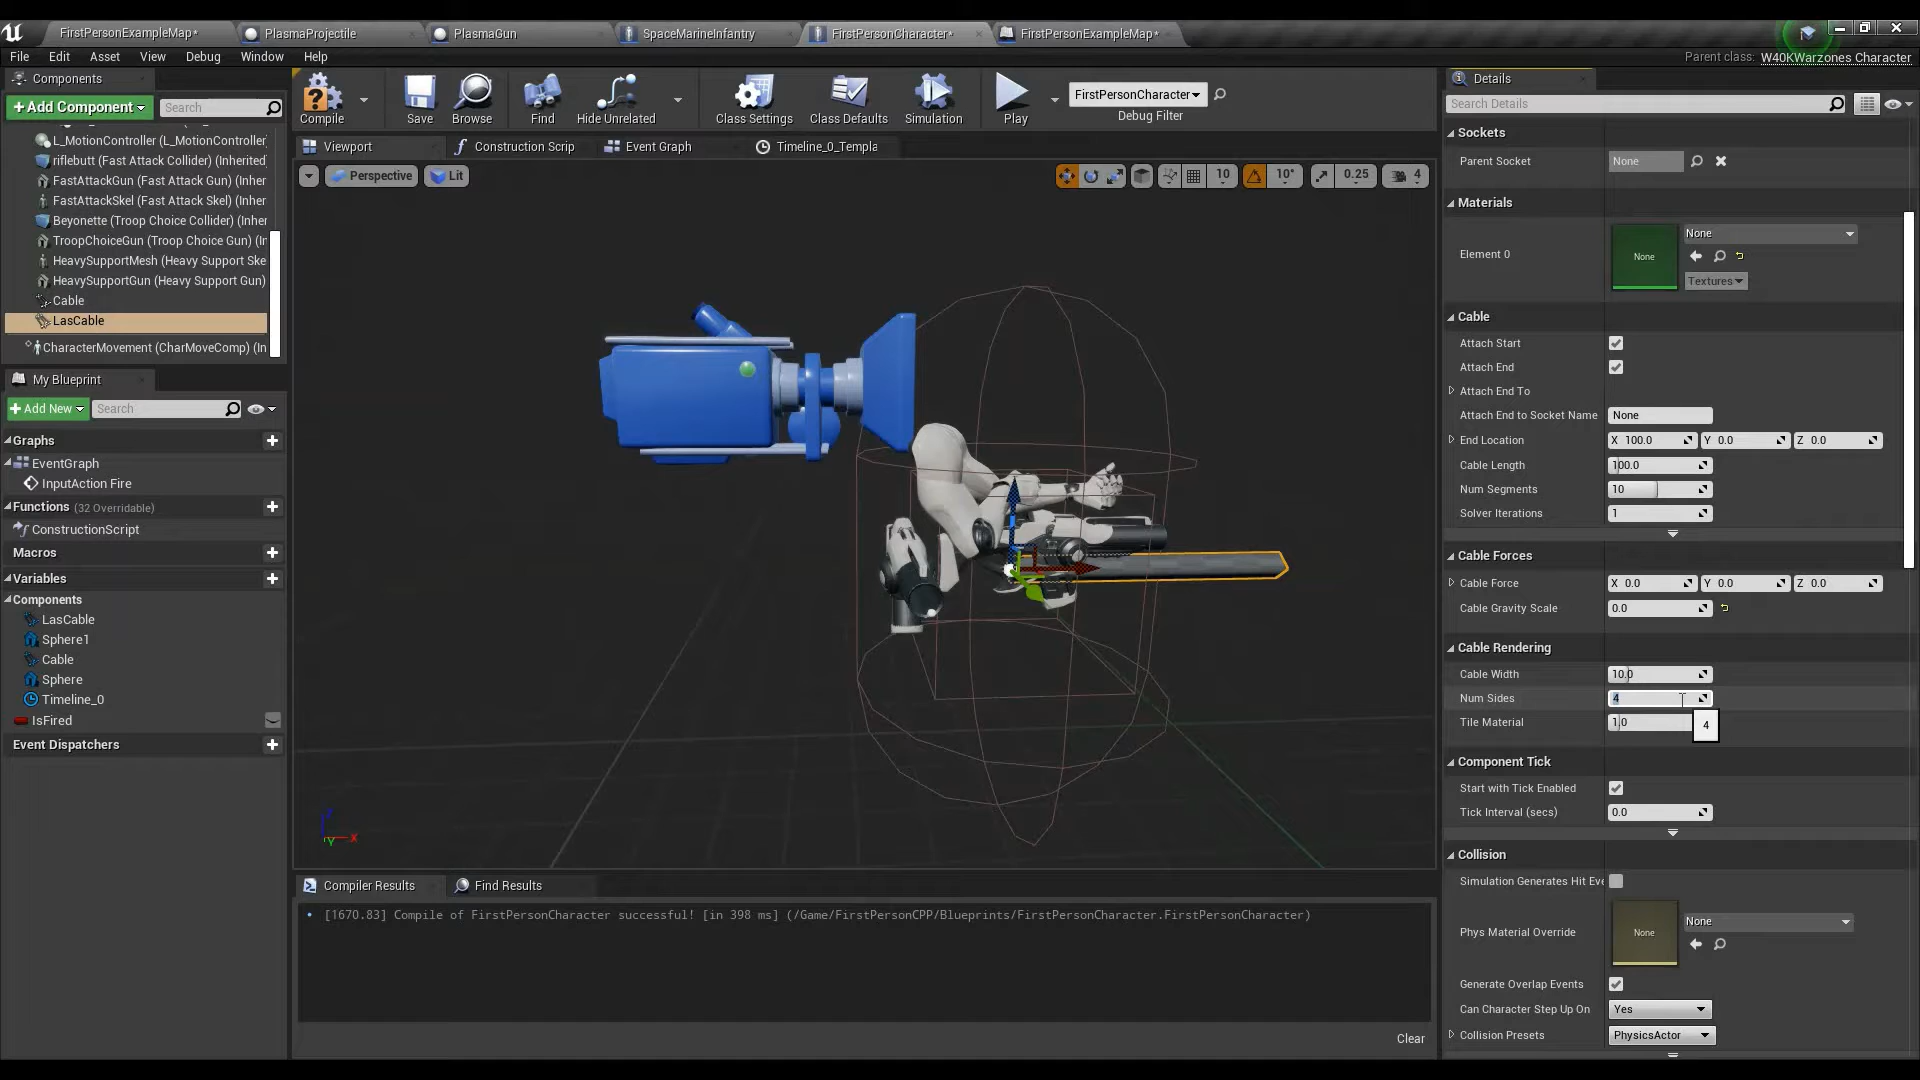 FirstPersonExampleMap*
PlasmaProjectile
PlasmaGun
SpaceMarineInfantry
FirstPersonCharacter*
FirstPersonExampleMap*
File
Edit
Asset
View
Debug
Window
Help
Parent class: W40KWarzones Character
Components
+Add Component
Search
L_MotionController (L_MotionController)
riflebutt (Fast Attack Collider) (Inherited
FastAttackGun (Fast Attack Gun) (Inher
FastAttackSkel (Fast Attack Skel) (Inher
Beyonette (Troop Choice Collider) (Inher
TroopChoiceGun (Troop Choice Gun) (In
HeavySupportMesh (Heavy Support Ske
HeavySupportGun (Heavy Support Gun)
Cable
LasCable
CharacterMovement (CharMoveComp) (In
My Blueprint
+Add New
Search
Graphs
EventGraph
InputAction Fire
Functions (32 Overridable)
ConstructionScript
Macros
Variables
Components
LasCable
Sphere1
Cable
Sphere
Timeline_0
IsFired
Event Dispatchers
Compile
Save
Browse
Find
Hide Unrelated
Class Settings
Class Defaults
Simulation
Play
FirstPersonCharacter
Debug Filter
Viewport
Construction Scrip
Event Graph
Timeline_0_Templa
Perspective
Lit
10
10°
0.25
4
Z
X
Y
Compiler Results
Find Results
• [1670.83] Compile of FirstPersonCharacter successful! [in 398 ms] (/Game/FirstPersonCPP/Blueprints/FirstPersonCharacter.FirstPersonCharacter)
Clear
Details
Search Details
Sockets
Parent Socket None
Materials
Element 0
None
None
Textures
Cable
Attach Start
Attach End
Attach End To
Attach End to Socket Name None
End Location X 100.0 Y 0.0 Z 0.0
Cable Length 100.0
Num Segments 10
Solver Iterations 1
Cable Forces
Cable Force X 0.0 Y 0.0 Z 0.0
Cable Gravity Scale 0.0
Cable Rendering
Cable Width 10.0
Num Sides 4
Tile Material 1.0
4
Component Tick
Start with Tick Enabled
Tick Interval (secs) 0.0
Collision
Simulation Generates Hit Eve
Phys Material Override
None
None
Generate Overlap Events
Can Character Step Up On Yes
Collision Presets PhysicsActor